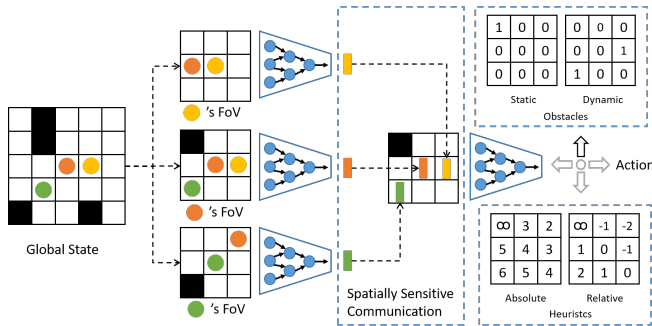 Global State
's FoV
's FoV
's FoV
Spatially Sensitive
Communication
1 0 0
0 0 0
0 0 0
Static
0 0 0
0 0 1
1 0 0
Dynamic
Obstacles
Action
∞ 3 2
5 4 3
6 5 4
Absolute
∞ -1 -2
1 0 -1
2 1 0
Relative
Heuristcs